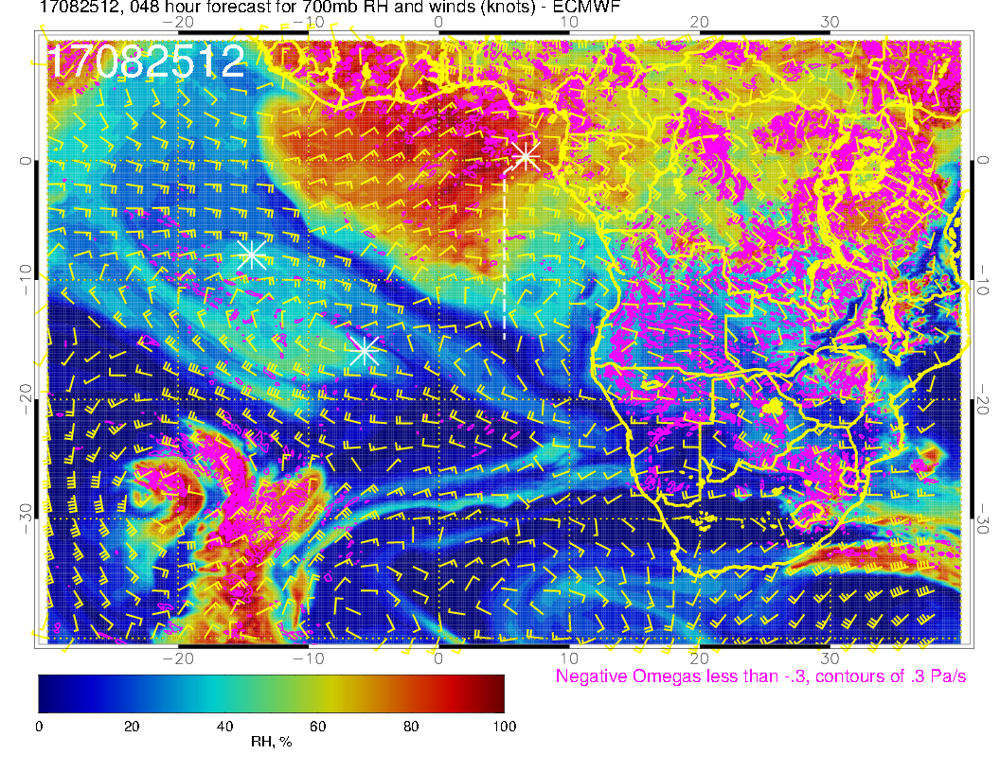 17082512, 048 hour forecast for 700mb RH and winds (knots) - ECMWF
−20 −10 0 10 20 30
17082512
0 0
−10 −10
−20 −20
−30 −30
−20 −10 0 10 20 30
Negative Omegas less than -.3, contours of .3 Pa/s
0 20 40 60 80 100
RH, %